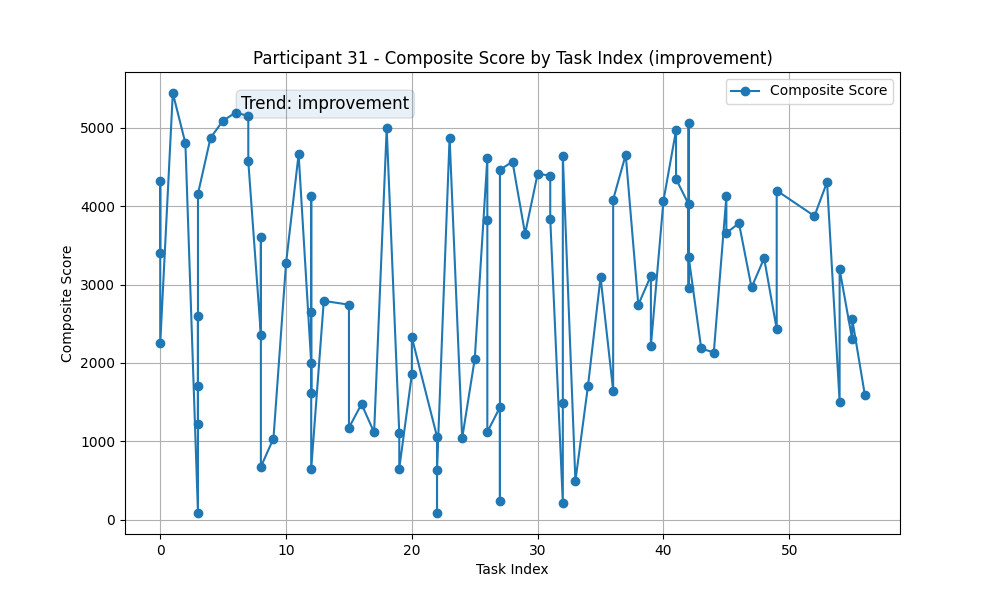 Participant 31 - Composite Score by Task Index (improvement)
Trend: improvement
Composite Score
Composite Score
5000
4000
3000
2000
1000
0
0 10 20 30 40 50
Task Index